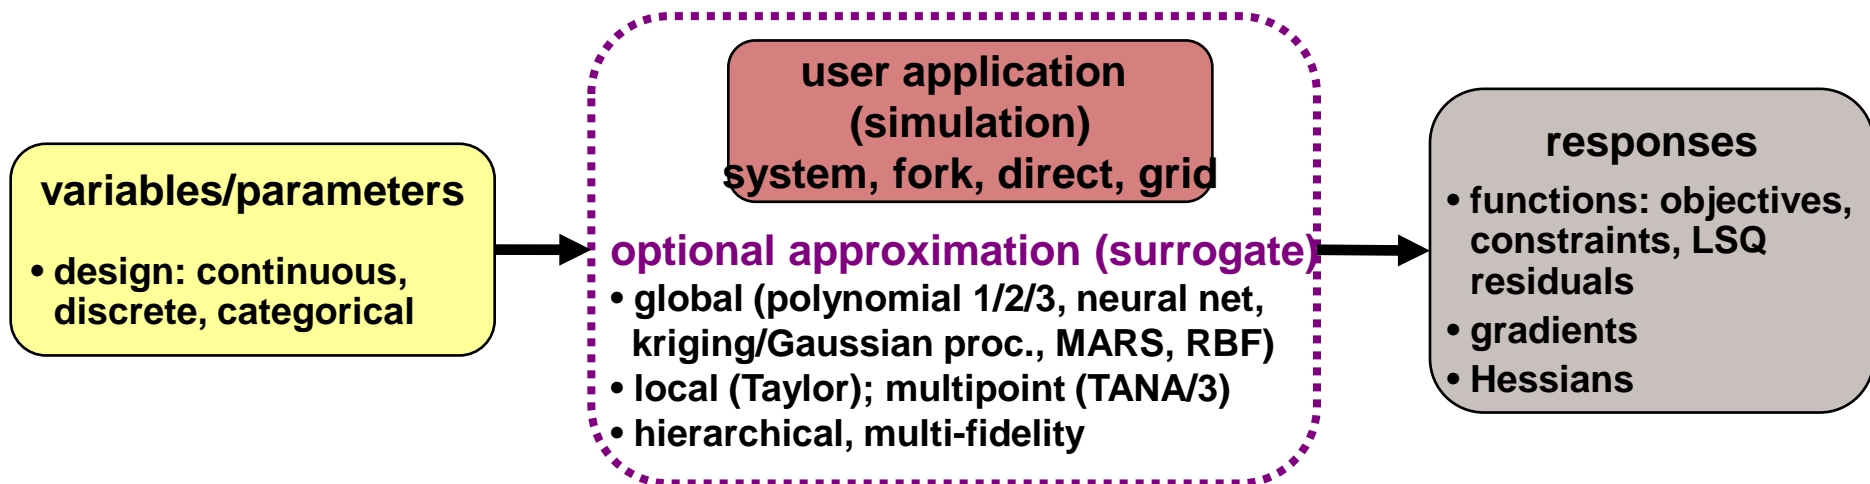 variables/parameters
• design: continuous,
discrete, categorical
user application
(simulation)
system, fork, direct, grid
optional approximation (surrogate)
• global (polynomial 1/2/3, neural net,
kriging/Gaussian proc., MARS, RBF)
• local (Taylor); multipoint (TANA/3)
• hierarchical, multi-fidelity
responses
• functions: objectives,
constraints, LSQ
residuals
• gradients
• Hessians